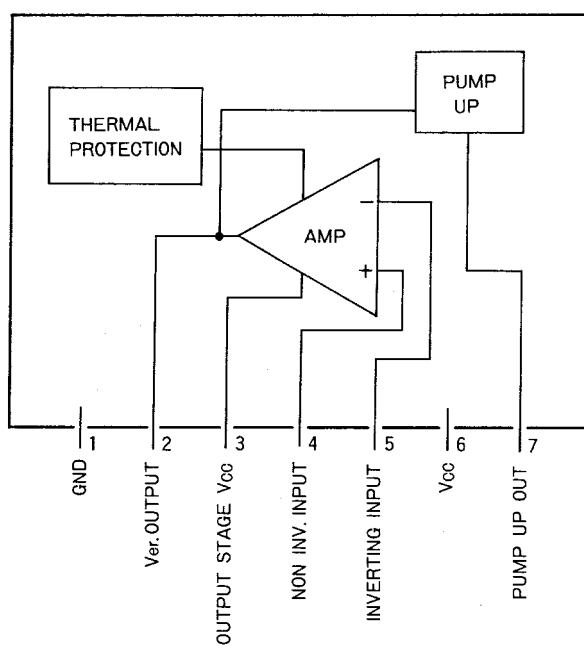 PUMP
UP
THERMAL
PROTECTION
AMP
−
+
1
2
3
4
5
6
7
GND
Ver. OUTPUT
OUTPUT STAGE Vcc
NON INV. INPUT
INVERTING INPUT
Vcc
PUMP UP OUT